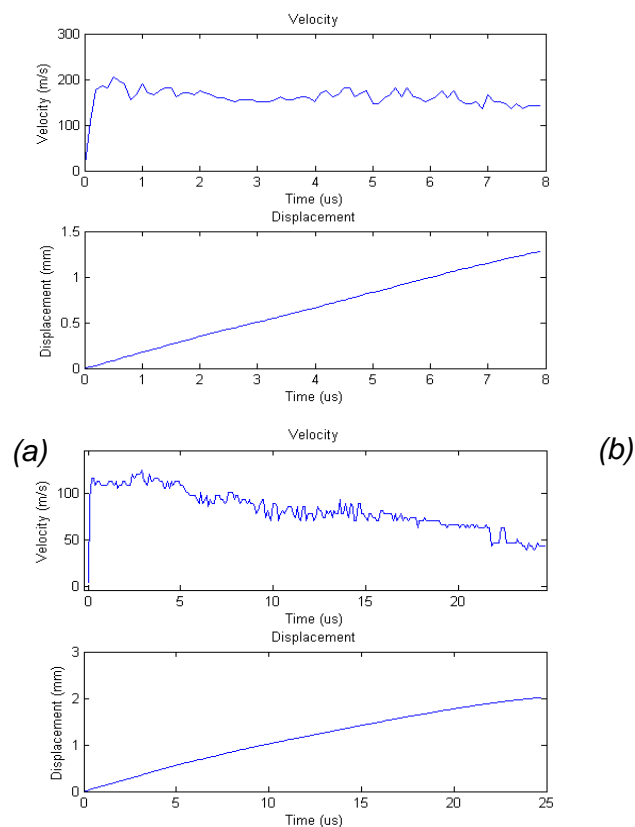 Velocity
300
200
100
0
Velocity (m/s)
0 1 2 3 4 5 6 7 8
Time (us)
Displacement
1.5
1
0.5
0
Displacement (mm)
0 1 2 3 4 5 6 7 8
Time (us)
(a)
(b)
Velocity
100
50
0
Velocity (m/s)
0 5 10 15 20
Time (us)
Displacement
3
2
1
0
Displacement (mm)
0 5 10 15 20 25
Time (us)